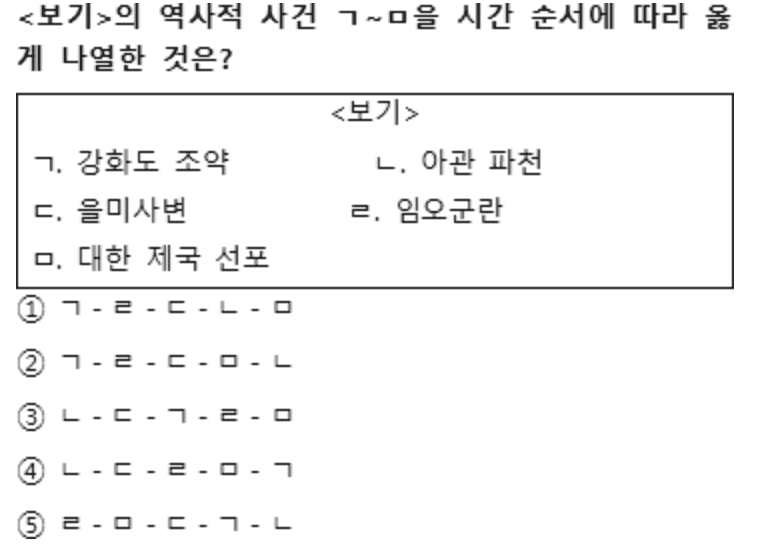 <보기>의 역사적 사건 ㄱ~ㅁ을 시간 순서에 따라 옳
게 나열한 것은?
<보기>
ㄱ. 강화도 조약 ㄴ. 아관 파천
ㄷ. 을미사변 ㄹ. 임오군란
ㅁ. 대한 제국 선포
① ㄱ - ㄹ - ㄷ - ㄴ - ㅁ
② ㄱ - ㄹ - ㄷ - ㅁ - ㄴ
③ ㄴ - ㄷ - ㄱ - ㄹ - ㅁ
④ ㄴ - ㄷ - ㄹ - ㅁ - ㄱ
⑤ ㄹ - ㅁ - ㄷ - ㄱ - ㄴ